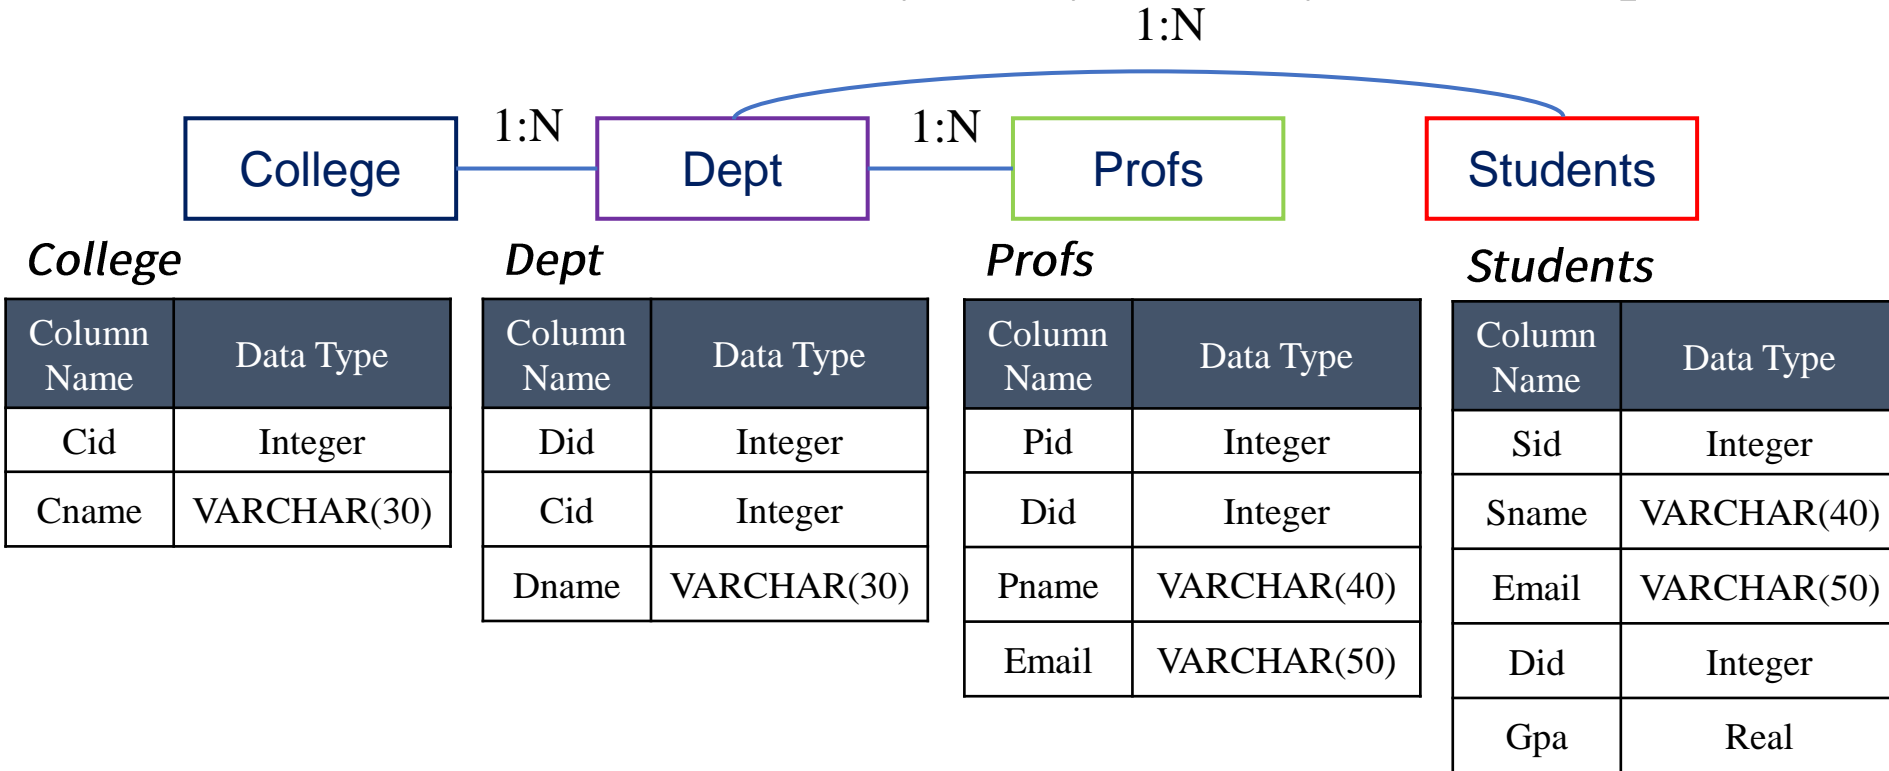 1:N
1:N
1:N
College
Dept
Profs
Students
College
Column Name
Data Type
Cid
Integer
Cname
VARCHAR(30)
Dept
Column Name
Data Type
Did
Integer
Cid
Integer
Dname
VARCHAR(30)
Profs
Column Name
Data Type
Pid
Integer
Did
Integer
Pname
VARCHAR(40)
Email
VARCHAR(50)
Students
Column Name
Data Type
Sid
Integer
Sname
VARCHAR(40)
Email
VARCHAR(50)
Did
Integer
Gpa
Real